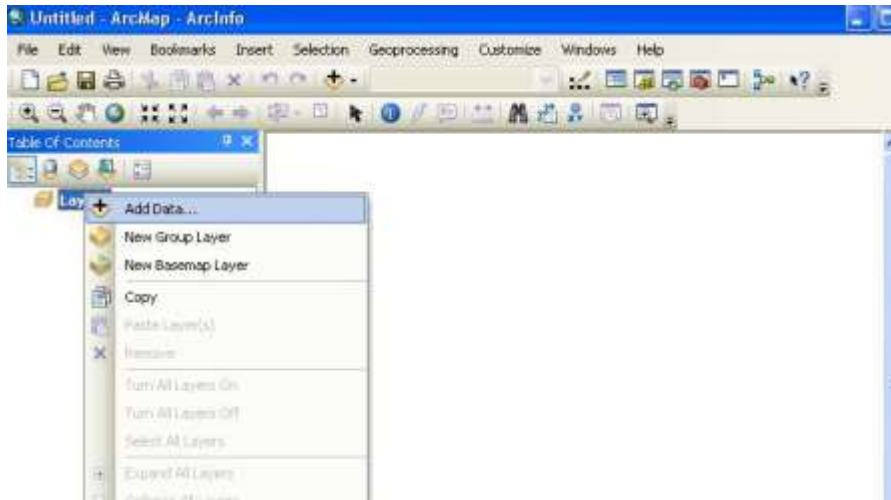 Untitled - ArcMap - ArcInfo
File Edit View Bookmarks Insert Selection Geoprocessing Customize Windows Help
Table Of Contents
Add Data...
New Group Layer
New Basemap Layer
Copy
Paste Layer(s)
Remove
Turn All Layers On
Turn All Layers Off
Select All Layers
Expand All Layers